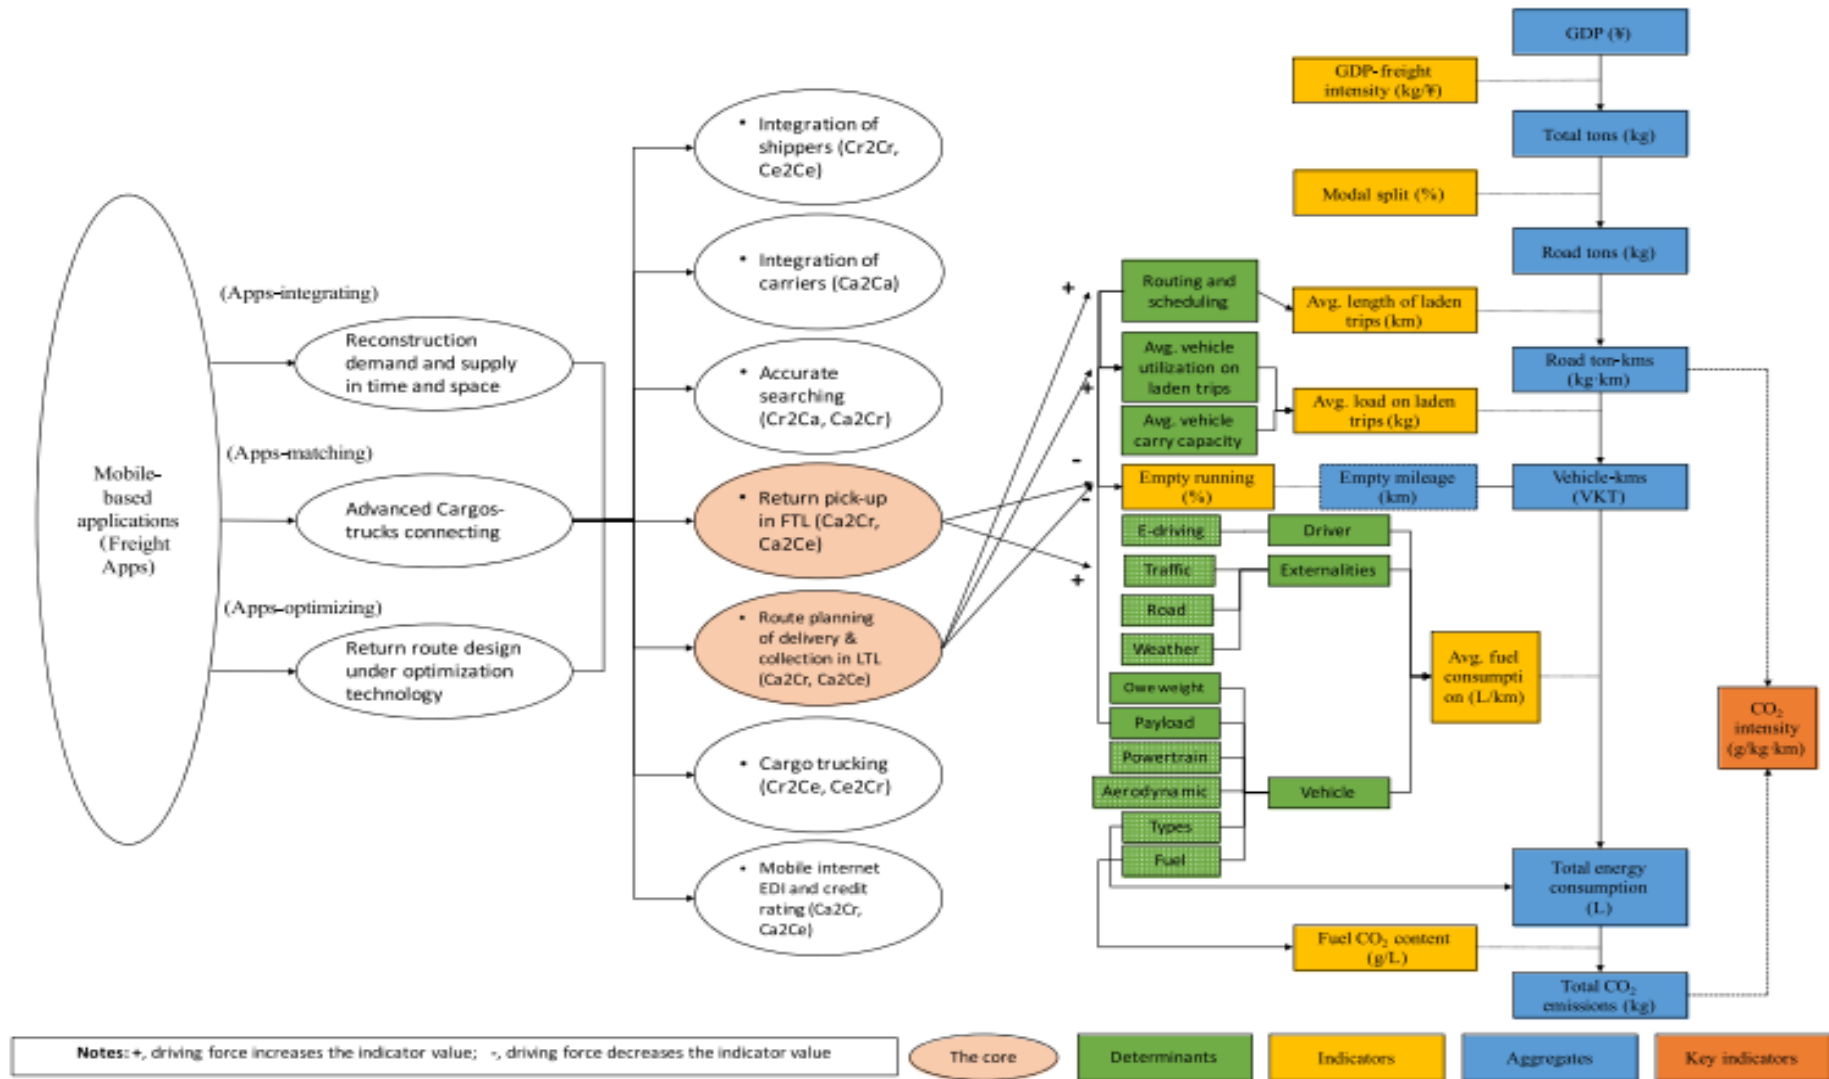 Mobile-
based
applications
(Freight
Apps)
(Apps-integrating)
Reconstruction
demand and supply
in time and space
(Apps-matching)
Advanced Cargos-
trucks connecting
(Apps-optimizing)
Return route design
under optimization
technology
• Integration of
shippers (Cr2Cr,
Ce2Ce)
• Integration of
carriers (Ca2Ca)
• Accurate
searching
(Cr2Ca, Ca2Cr)
• Return pick-up
in FTL (Ca2Cr,
Ca2Ce)
• Route planning
of delivery &
collection in LTL
(Ca2Cr, Ca2Ce)
• Cargo trucking
(Cr2Ce, Ce2Cr)
• Mobile internet
EDI and credit
rating (Ca2Cr,
Ca2Ce)
+
+
-
-
+
Routing and
scheduling
Avg. vehicle
utilization on
laden trips
Avg. vehicle
carry capacity
Empty running
(%)
E-driving
Traffic
Road
Weather
Owe weight
Payload
Powertrain
Aerodynamic
Types
Fuel
Driver
Externalities
Vehicle
GDP-freight
intensity (kg/¥)
Modal split (%)
Avg. length of laden
trips (km)
Avg. load on laden
trips (kg)
Empty mileage
(km)
Avg. fuel
consumpti
on (L/km)
Fuel CO₂ content
(g/L)
GDP (¥)
Total tons (kg)
Road tons (kg)
Road ton-kms
(kg·km)
Vehicle-kms
(VKT)
Total energy
consumption
(L)
Total CO₂
emissions (kg)
CO₂
intensity
(g/kg·km)
Notes: +, driving force increases the indicator value; -, driving force decreases the indicator value
The core
Determinants
Indicators
Aggregates
Key indicators